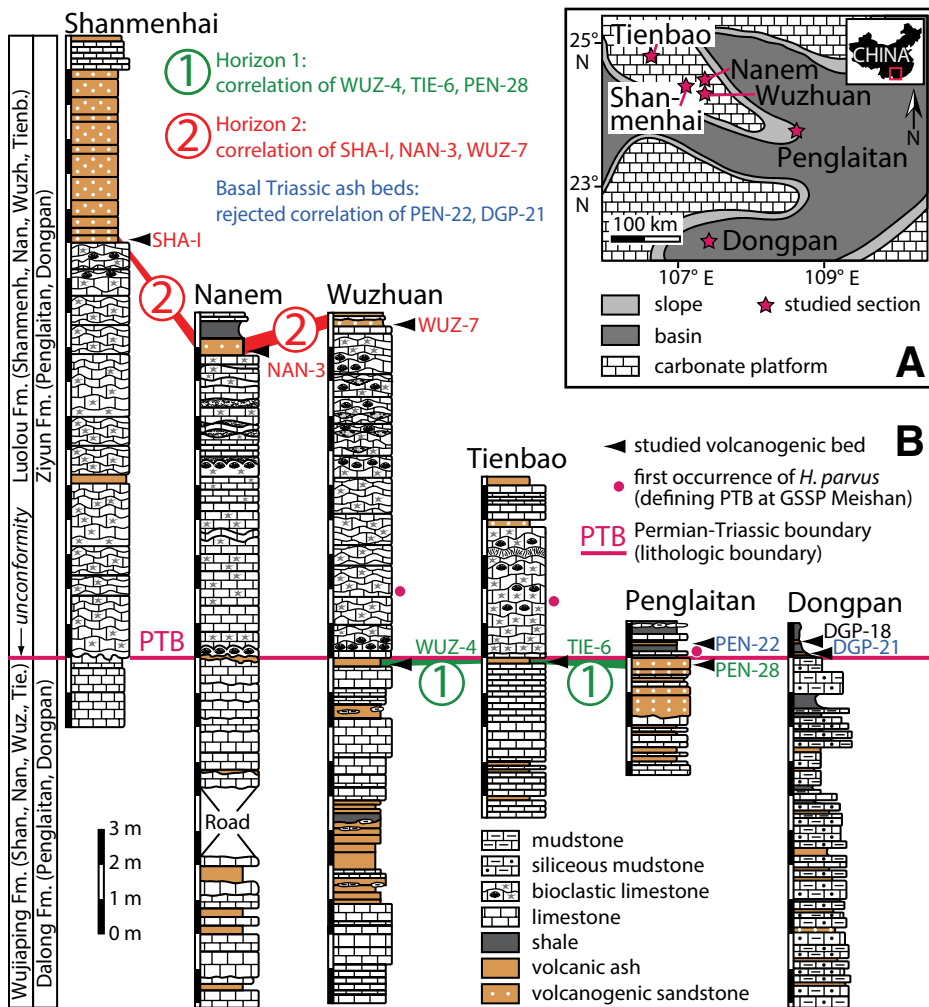 Shanmenhai
1
Horizon 1:
correlation of WUZ-4, TIE-6, PEN-28
2
Horizon 2:
correlation of SHA-I, NAN-3, WUZ-7
Basal Triassic ash beds:
rejected correlation of PEN-22, DGP-21
25°
N
23°
N
Tienbao
CHINA
Nanem
Wuzhuan
Shan-
menhai
N
Penglaitan
100 km
Dongpan
107° E
109° E
slope
studied section
basin
carbonate platform
A
SHA-I
2
Nanem
2
Wuzhuan
WUZ-7
NAN-3
B
studied volcanogenic bed
first occurrence of H. parvus
(defining PTB at GSSP Meishan)
PTB
Permian-Triassic boundary
(lithologic boundary)
Tienbao
Penglaitan
Dongpan
DGP-18
PEN-22
DGP-21
PTB
WUZ-4
TIE-6
PEN-28
1
1
Luolou Fm. (Shanmenh., Nan., Wuzh., Tienb.)
Ziyun Fm. (Penglaitan, Dongpan)
unconformity
Wujiaping Fm. (Shan., Nan., Wuz., Tie.)
Dalong Fm. (Penglaitan, Dongpan)
Road
3 m
2 m
1 m
0 m
mudstone
siliceous mudstone
bioclastic limestone
limestone
shale
volcanic ash
volcanogenic sandstone